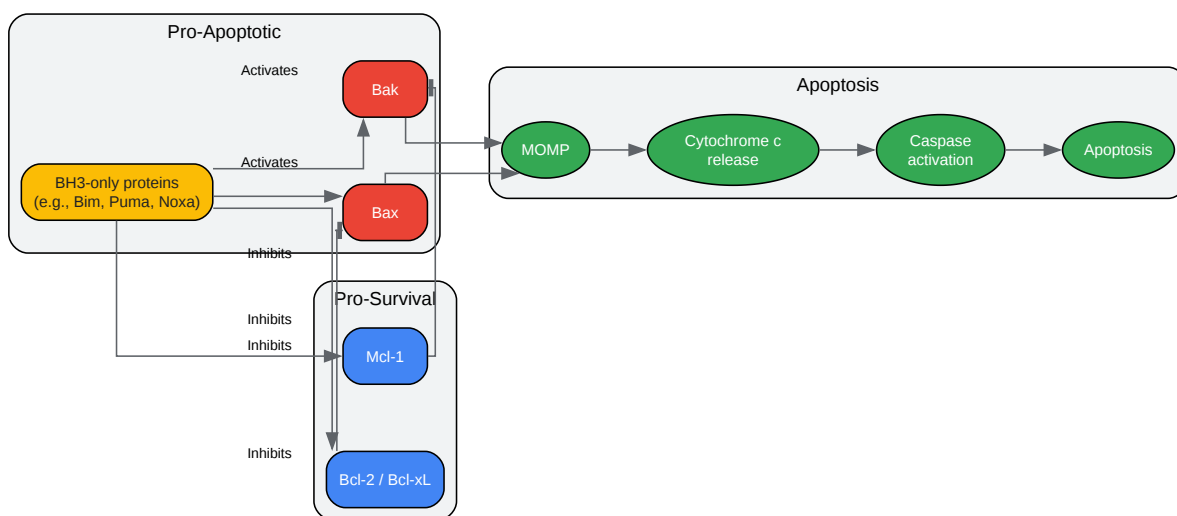 Pro-Apoptotic
Activates
Bak
Apoptosis
MOMP
Cytochrome c
release
Caspase
activation
Apoptosis
Activates
BH3-only proteins
(e.g., Bim, Puma, Noxa)
Bax
Inhibits
Pro-Survival
Inhibits
Inhibits
Mcl-1
Inhibits
Bcl-2 / Bcl-xL